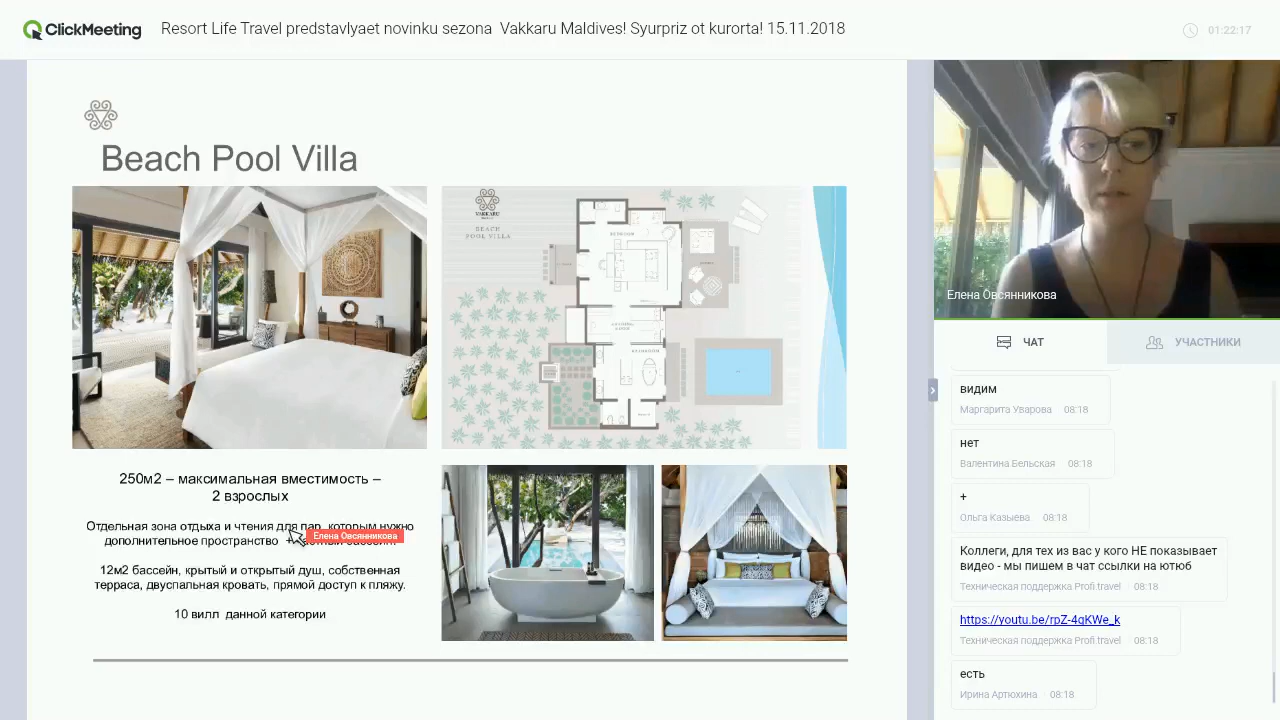 ClickMeeting
Resort Life Travel predstavlyaet novinku sezona Vakkaru Maldives! Syurpriz ot kurorta! 15.11.2018
01:22:17
Beach Pool Villa
VAKKARU
BEACH
POOL VILLA
BEDROOM
BATHROOM
250м2 – максимальная вместимость –
2 взрослых
Отдельная зона отдыха и чтения для пар, которым нужно
дополнительное пространство
Елена Овсянникова
12м2 бассейн, крытый и открытый душ, собственная
терраса, двуспальная кровать, прямой доступ к пляжу.
10 вилл данной категории
Елена Овсянникова
ЧАТ
УЧАСТНИКИ
видим
Маргарита Уварова 08:18
нет
Валентина Бельская 08:18
+
Ольга Казыева 08:18
Коллеги, для тех из вас у кого НЕ показывает
видео - мы пишем в чат ссылки на ютюб
Техническая поддержка Profi.travel 08:18
https://youtu.be/rpZ-4qKWe_k
Техническая поддержка Profi.travel 08:18
есть
Ирина Артюхина 08:18